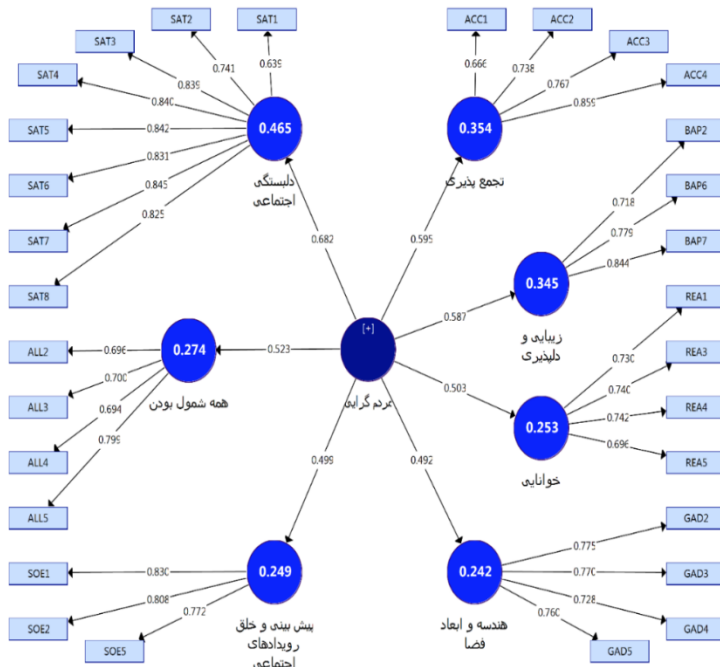 SAT1
SAT2
SAT3
SAT4
SAT5
SAT6
SAT7
SAT8
0.639
0.741
0.839
0.840
0.842
0.831
0.845
0.825
0.465
دلبستگی
اجتماعی
0.682
ACC1
ACC2
ACC3
ACC4
0.666
0.738
0.767
0.859
0.354
تجمع پذیری
0.595
BAP2
BAP6
BAP7
0.718
0.779
0.844
0.345
زیبایی و
دلپذیری
0.587
REA1
REA3
REA4
REA5
0.730
0.740
0.742
0.696
0.253
خوانایی
0.503
[+]
مردم گرایی
ALL2
ALL3
ALL4
ALL5
0.696
0.700
0.694
0.799
0.274
همه شمول بودن
0.523
SOE1
SOE2
SOE5
0.830
0.808
0.772
0.249
پیش بینی و خلق
رویدادهای
اجتماعی
0.499
GAD2
GAD3
GAD4
GAD5
0.775
0.770
0.728
0.760
0.242
هندسه و ابعاد
فضا
0.492